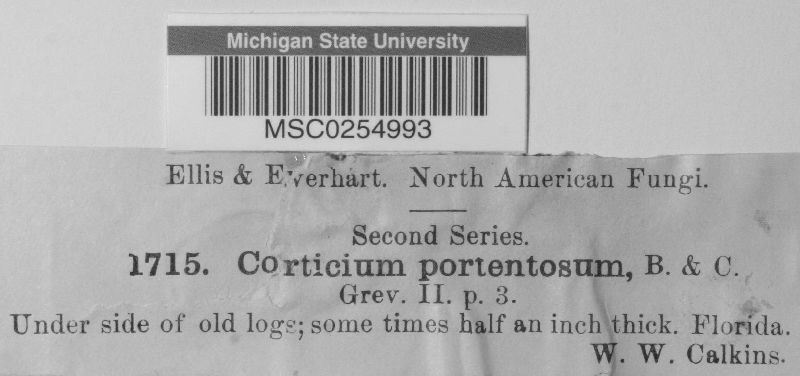 Michigan State University
MSC0254993
Ellis & Everhart. North American Fungi.
Second Series.
1715. Corticium portentosum, B. & C.
Grev. II. p. 3.
Under side of old logs; some times half an inch thick. Florida.
W. W. Calkins.